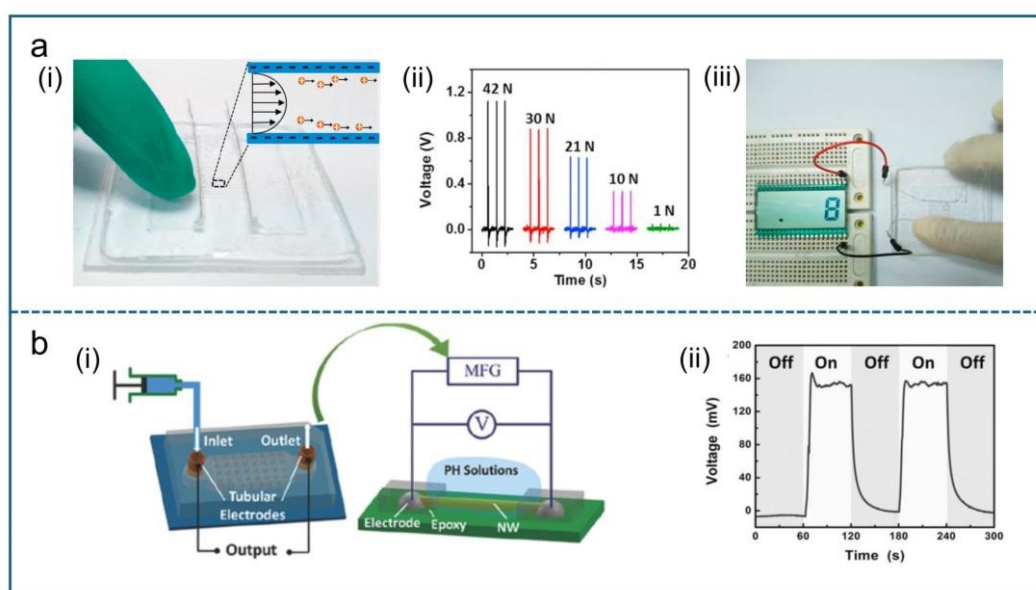 a
(i)
(ii)
Voltage (V)
1.2
0.8
0.4
0.0
42 N
30 N
21 N
10 N
1 N
0
5
10
15
20
Time (s)
(iii)
8
b
(i)
Inlet
Outlet
Tubular
Electrodes
Output
MFG
V
PH Solutions
Electrode
Epoxy
NW
(ii)
Voltage (mV)
200
160
120
80
40
0
Off
On
Off
On
Off
0
60
120
180
240
300
Time (s)